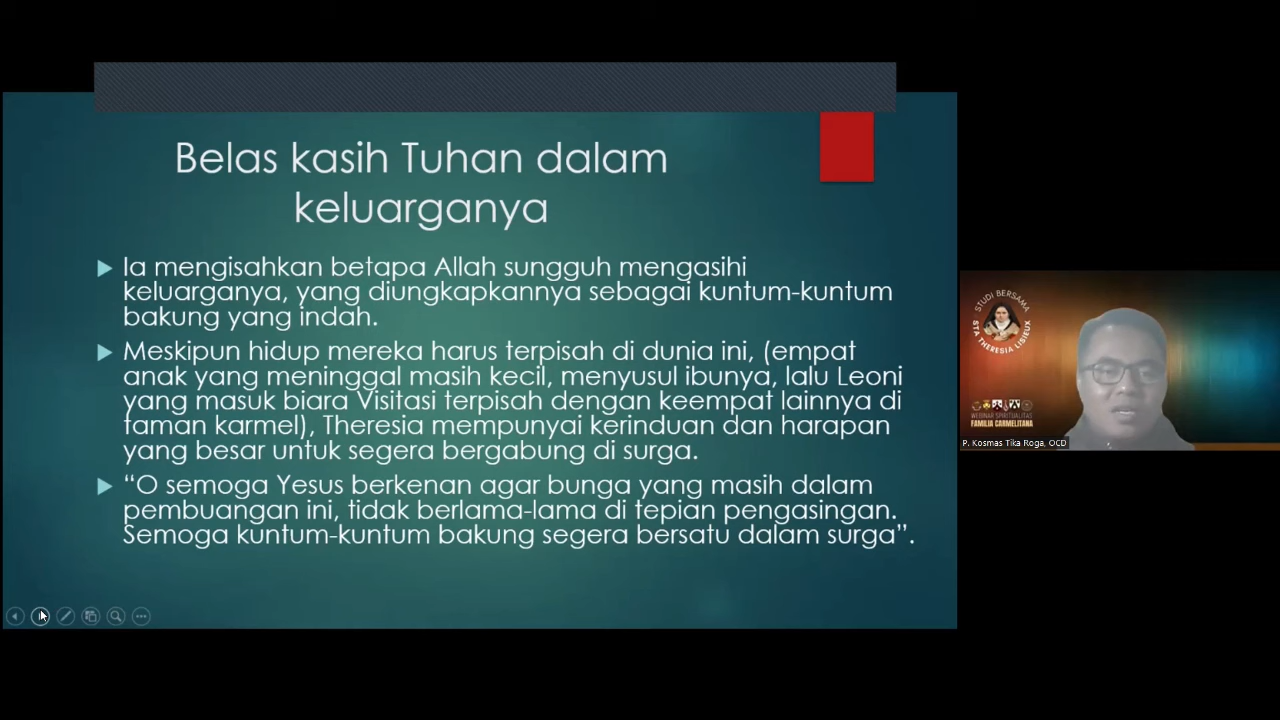 Belas kasih Tuhan dalam
keluarganya
Ia mengisahkan betapa Allah sungguh mengasihi
keluarganya, yang diungkapkannya sebagai kuntum-kuntum
bakung yang indah.
Meskipun hidup mereka harus terpisah di dunia ini, (empat
anak yang meninggal masih kecil, menyusul ibunya, lalu Leoni
yang masuk biara Visitasi terpisah dengan keempat lainnya di
taman karmel), Theresia mempunyai kerinduan dan harapan
yang besar untuk segera bergabung di surga.
“O semoga Yesus berkenan agar bunga yang masih dalam
pembuangan ini, tidak berlama-lama di tepian pengasingan.
Semoga kuntum-kuntum bakung segera bersatu dalam surga”.
STUDI BERSAMA
STA THERESIA LISIEUX
WEBINAR SPIRITUALITAS
FAMILIA CARMELITANA
P. Kosmas Tika Roga, OCD